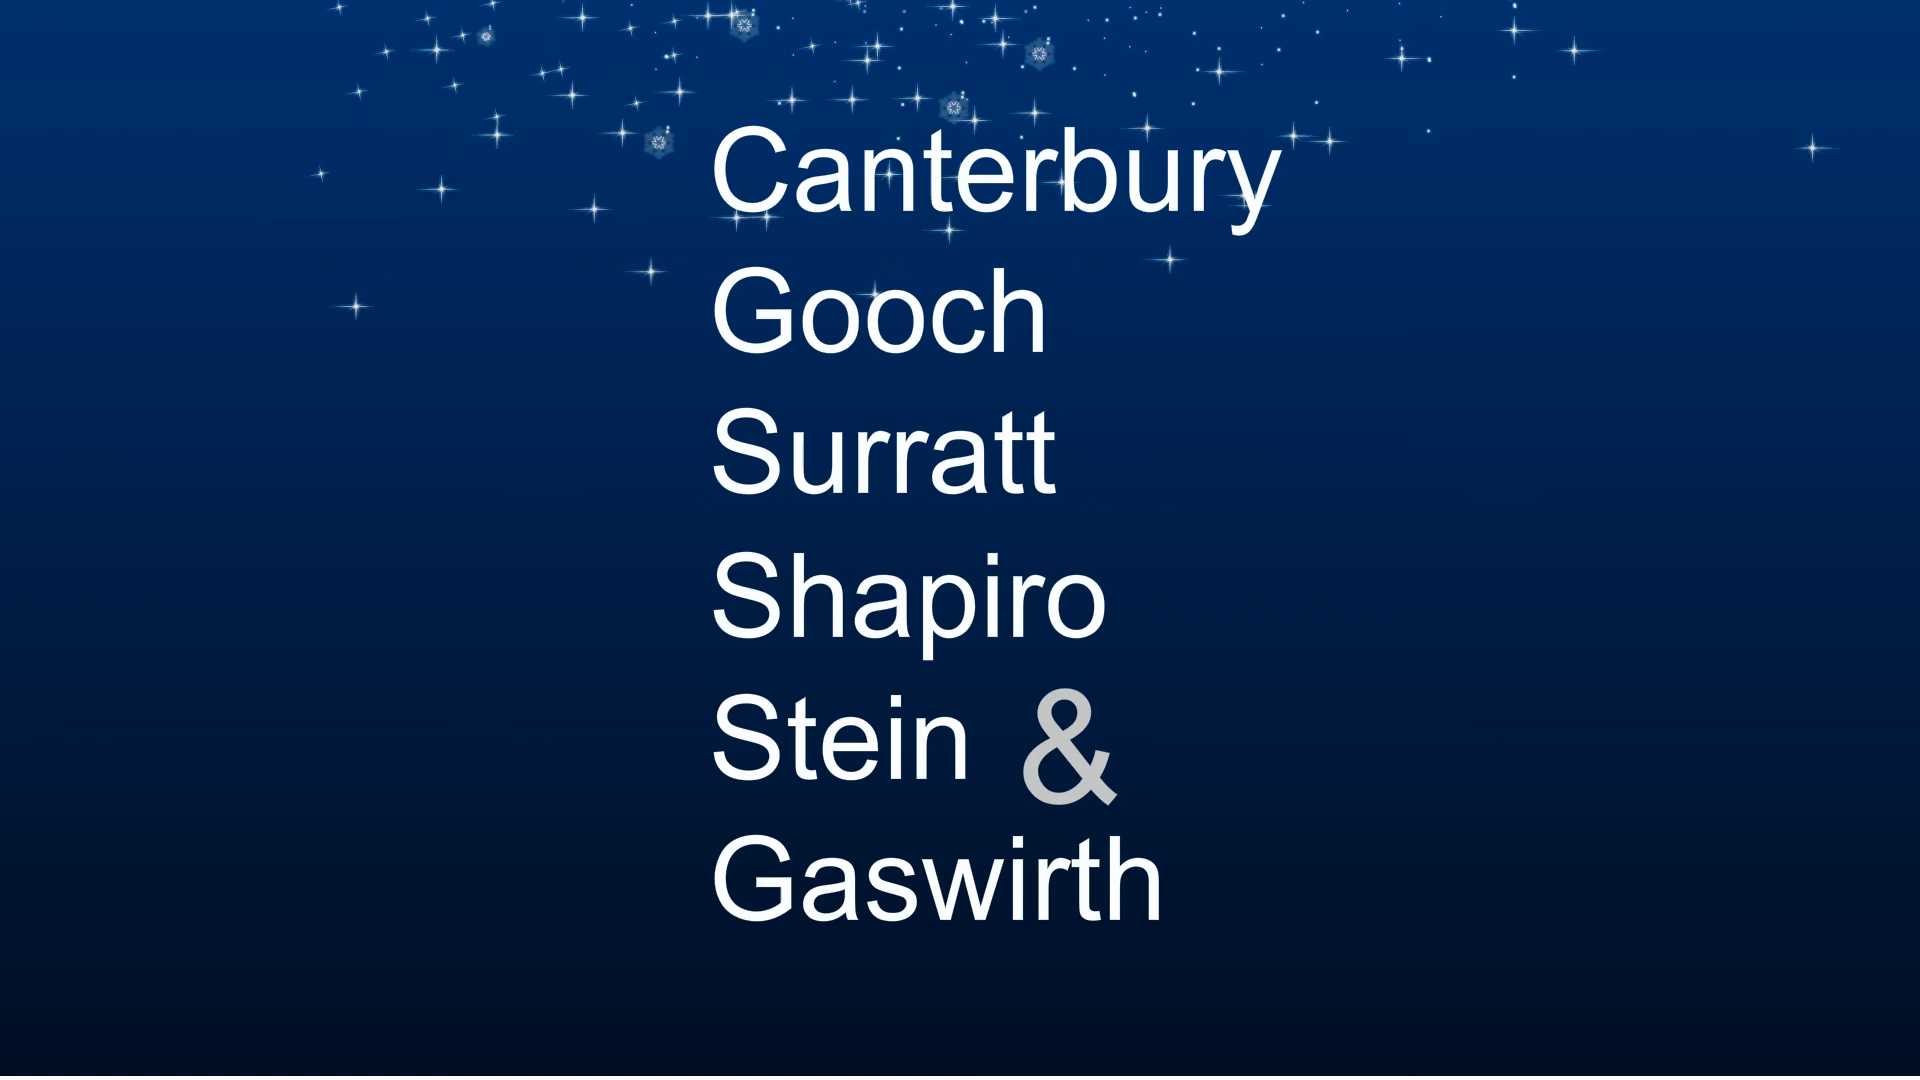 Canterbury
Gooch
Surratt
Shapiro
Stein &
Gaswirth